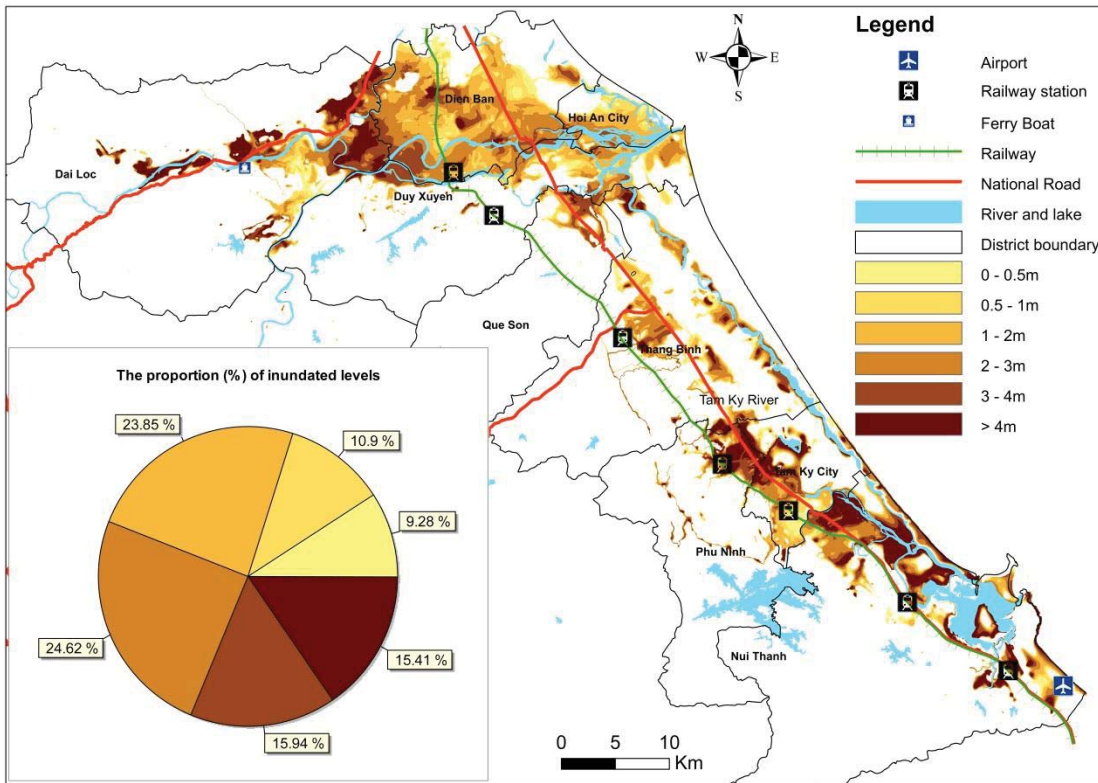 N
W E
S
Legend
Airport
Railway station
Ferry Boat
Railway
National Road
River and lake
District boundary
0 - 0.5m
0.5 - 1m
1 - 2m
2 - 3m
3 - 4m
> 4m
Dien Ban
Hoi An City
Dai Loc
Duy Xuyen
Que Son
Thang Binh
Tam Ky River
Tam Ky City
Phu Ninh
Nui Thanh
The proportion (%) of inundated levels
23.85 %
10.9 %
9.28 %
24.62 %
15.41 %
15.94 %
0 5 10
Km